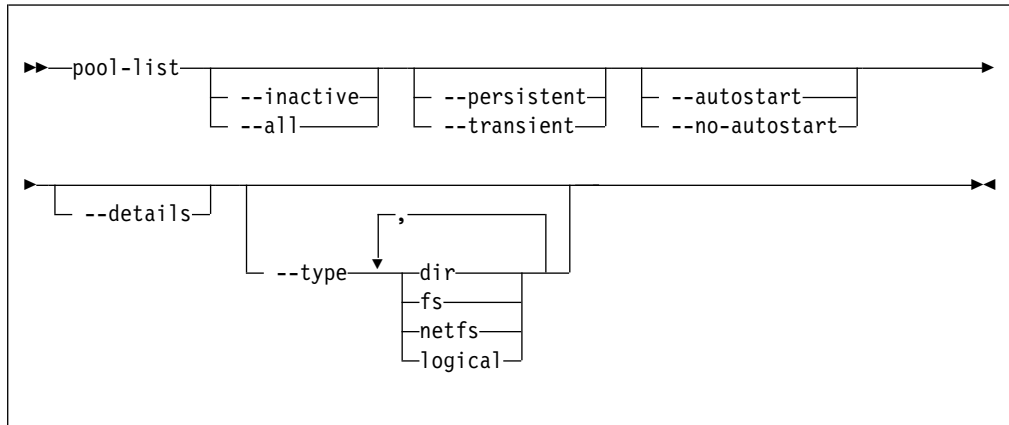 pool-list
--inactive --persistent --autostart
--all --transient --no-autostart
--details ,
--type dir
fs
netfs
logical